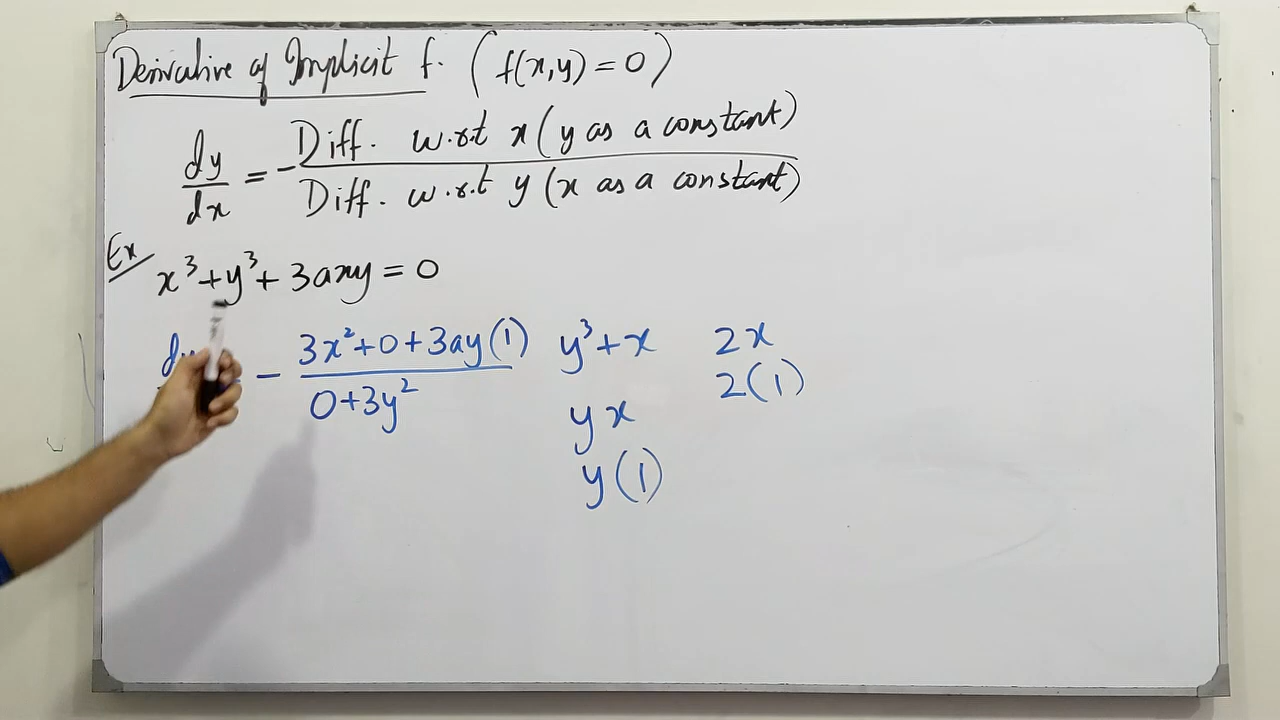 Derivative of Implicit f. (f(x,y) = 0)
dy/dx = - Diff. w.r.t x (y as a constant) / Diff. w.r.t y (x as a constant)
Ex
x³ + y³ + 3axy = 0
- 3x² + 0 + 3ay(1) / 0 + 3y²
y³ + x
yx
y(1)
2x
2(1)